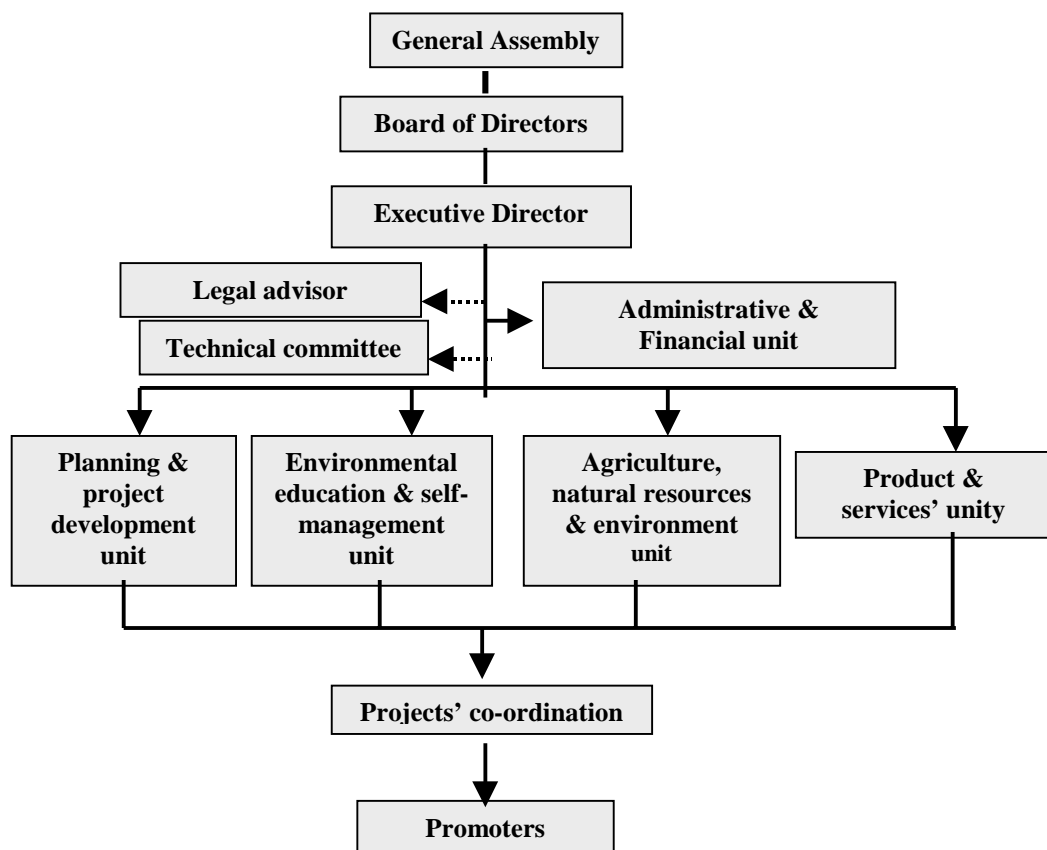 General Assembly
Board of Directors
Executive Director
Legal advisor
Administrative &
Financial unit
Technical committee
Planning &
project
development
unit
Environmental
education & self-
management
unit
Agriculture,
natural resources
& environment
unit
Product &
services’ unity
Projects’ co-ordination
Promoters